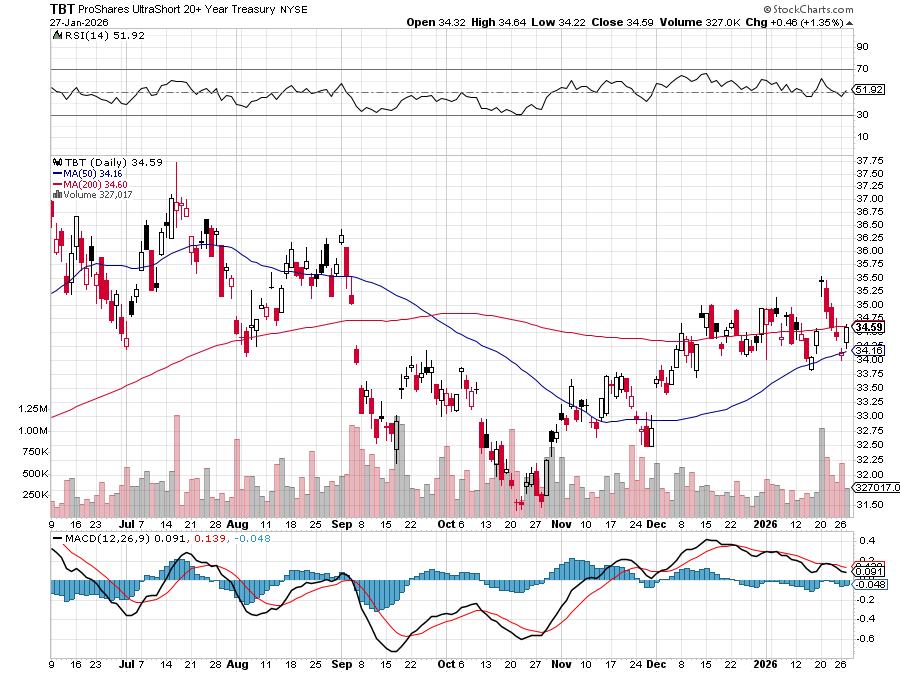 TBT ProShares UltraShort 20+ Year Treasury NYSE © StockCharts.com
27-Jan-2026 Open 34.32 High 34.64 Low 34.22 Close 34.59 Volume 327.0K Chg +0.46 (+1.35%)
RSI(14) 51.92
90
70
51.92
30
10
TBT (Daily) 34.59
MA(50) 34.16
MA(200) 34.60
Volume 327,017
37.75
37.50
37.25
37.00
36.75
36.50
36.25
36.00
35.75
35.50
35.25
35.00
34.75
34.59
34.16
34.00
33.75
33.50
33.25
33.00
32.75
32.50
32.25
32.00
327017.0
31.50
1.25M
1.00M
750K
500K
250K
9 16 23 Jul 7 14 21 28 Aug 11 18 25 Sep 8 15 22 Oct 6 13 20 27 Nov 10 17 24 Dec 8 15 22 2026 12 20 26
MACD(12,26,9) 0.091, 0.139, -0.048
0.4
0.2
0.091
-0.048
-0.2
-0.4
-0.6
9 16 23 Jul 7 14 21 28 Aug 11 18 25 Sep 8 15 22 Oct 6 13 20 27 Nov 10 17 24 Dec 8 15 22 2026 12 20 26